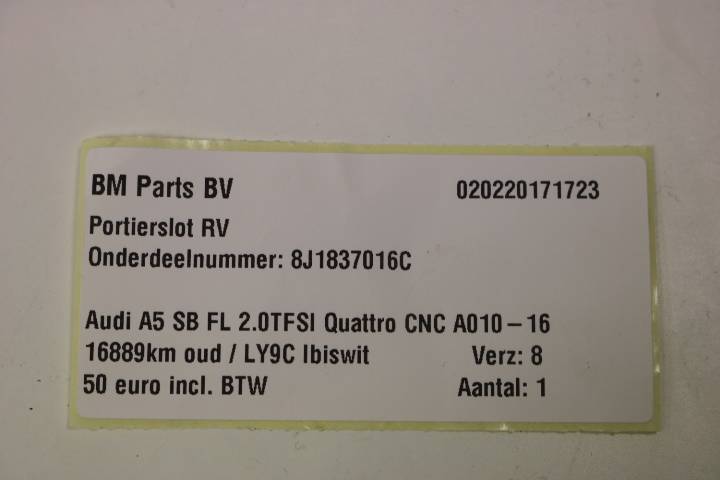 BM Parts BV 020220171723
Portierslot RV
Onderdeelnummer: 8J1837016C
Audi A5 SB FL 2.0TFSI Quattro CNC A010-16
16889km oud / LY9C Ibiswit Verz: 8
50 euro incl. BTW Aantal: 1